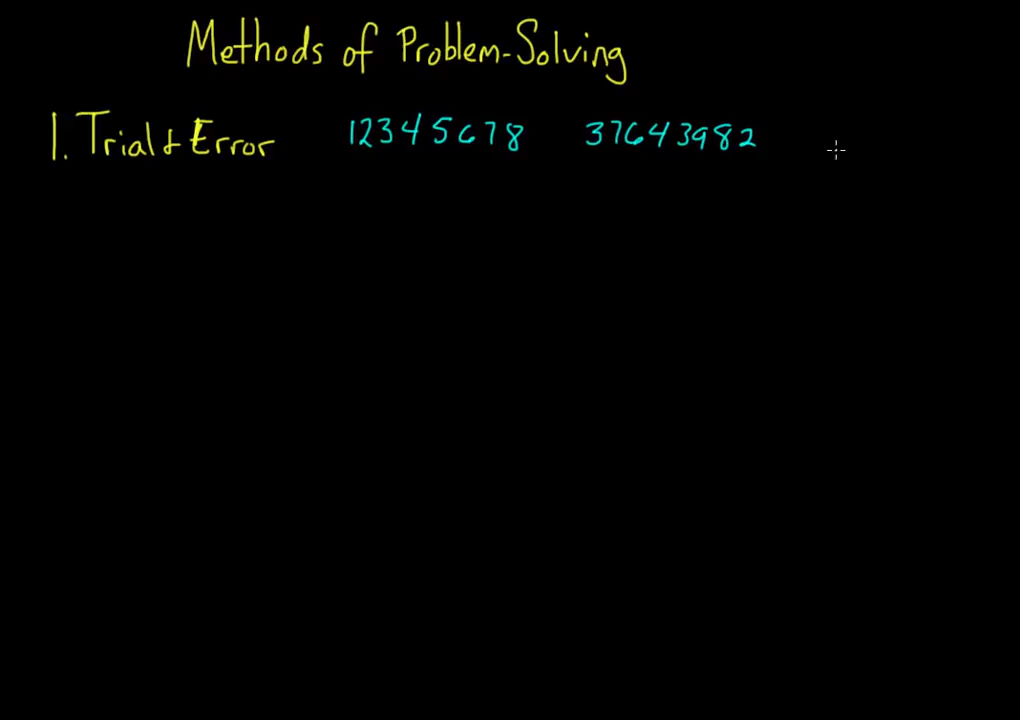 Methods of Problem-Solving
1. Trial & Error 12345678 37643982